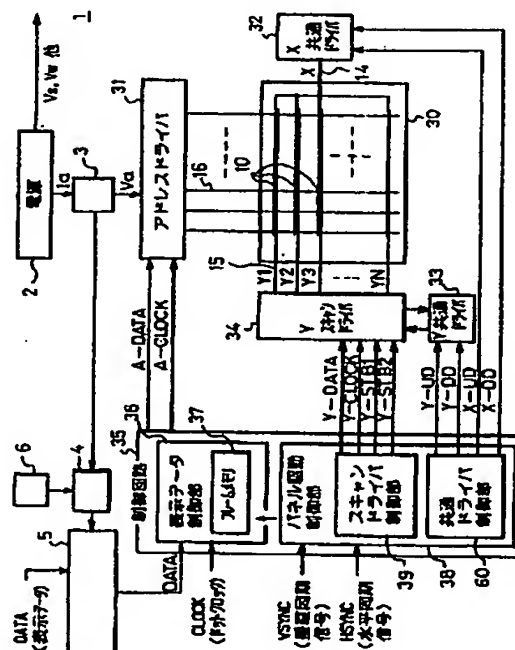 1
電源
2
Vs,Vw 他
Ia
3
Va
アドレスドライバ
31
X
共通
ドライバ
32
X
14
16
10
30
15
Y1
Y2
Y3
YN
Y
スキャン
ドライバ
34
Y
共通
ドライバ
33
6
4
5
DATA
(表示データ)
A-DATA
A-CLOCK
35
制御回路
36
表示データ
制御部
37
フレームメモリ
DATA
CLOCK
(ドットクロック)
パネル駆動
制御部
スキャン
ドライバ
制御部
39
共通
ドライバ
制御部
60
38
VSYNC
(垂直同期
信号)
HSYNC
(水平同期
信号)
Y-DATA
Y-CLOCK
Y-STB1
Y-STB2
Y-UD
Y-DD
X-UD
X-DD